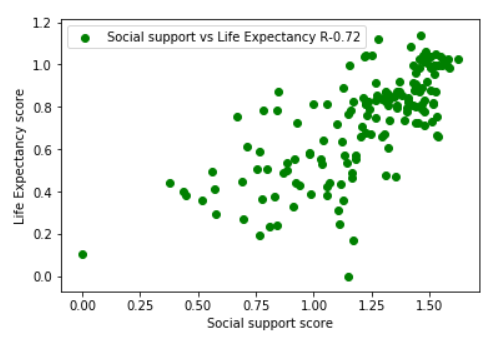 Social support vs Life Expectancy R-0.72
Life Expectancy score
1.2
1.0
0.8
0.6
0.4
0.2
0.0
0.00 0.25 0.50 0.75 1.00 1.25 1.50
Social support score